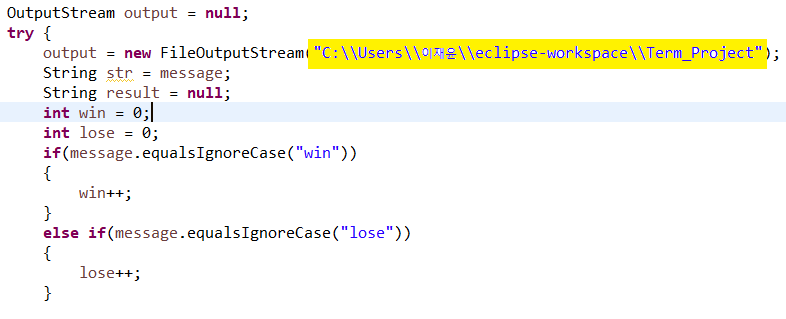 OutputStream output = null;
try {
output = new FileOutputStream("C:\\Users\\이재윤\\eclipse-workspace\\Term_Project");
String str = message;
String result = null;
int win = 0;
int lose = 0;
if(message.equalsIgnoreCase("win"))
{
win++;
}
else if(message.equalsIgnoreCase("lose"))
{
lose++;
}